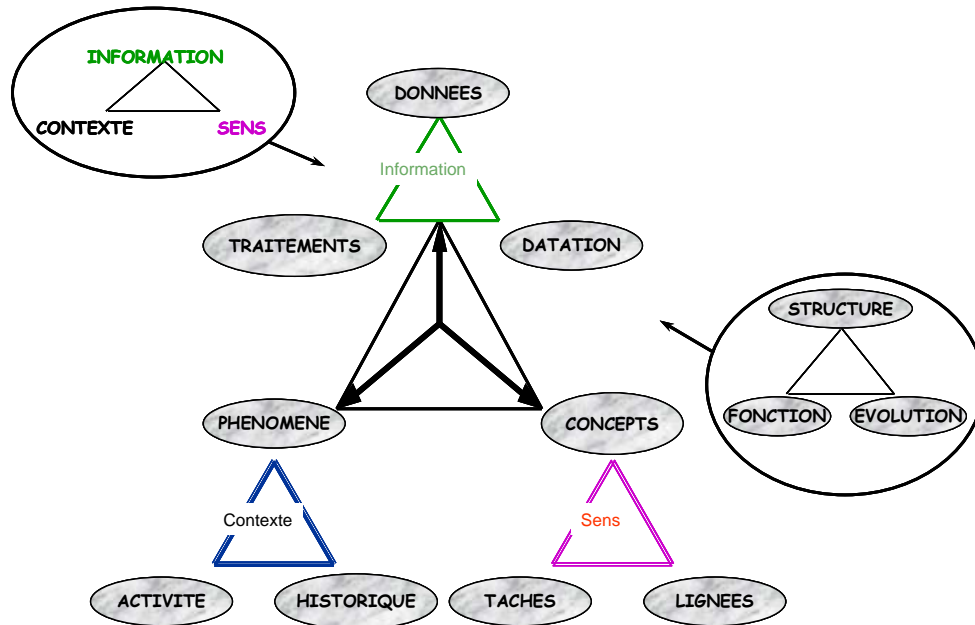 INFORMATION
CONTEXTE
SENS
DONNEES
Information
TRAITEMENTS
DATATION
STRUCTURE
FONCTION
EVOLUTION
PHENOMENE
CONCEPTS
Contexte
Sens
ACTIVITE
HISTORIQUE
TACHES
LIGNEES